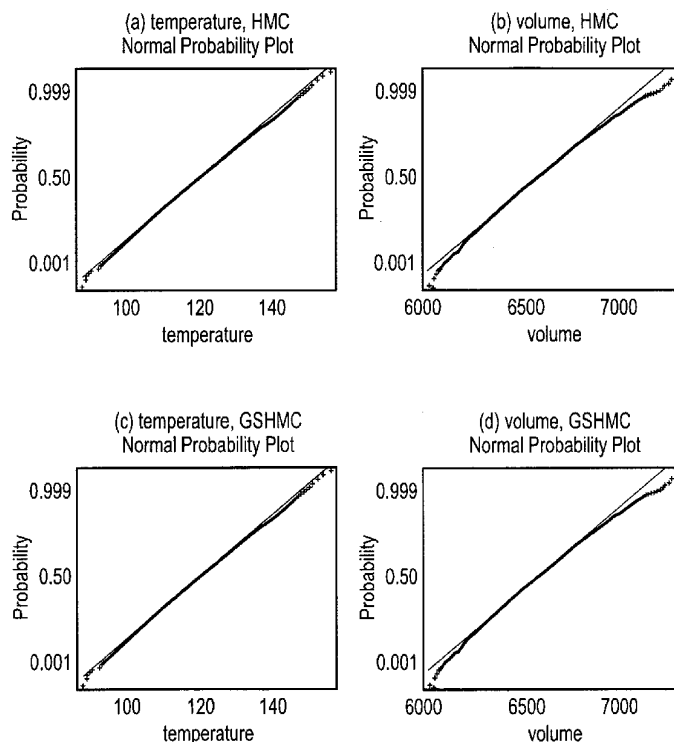 (a) temperature, HMC
Normal Probability Plot
0.999
0.50
0.001
Probability
100 120 140
temperature
(b) volume, HMC
Normal Probability Plot
0.999
0.50
0.001
Probability
6000 6500 7000
volume
(c) temperature, GSHMC
Normal Probability Plot
0.999
0.50
0.001
Probability
100 120 140
temperature
(d) volume, GSHMC
Normal Probability Plot
0.999
0.50
0.001
Probability
6000 6500 7000
volume